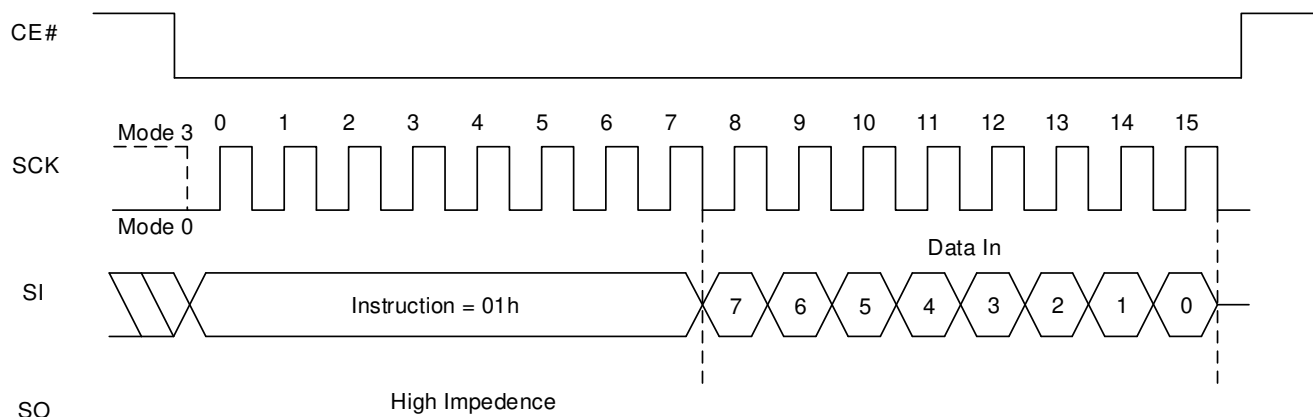 CE#
Mode 3 0 1 2 3 4 5 6 7 8 9 10 11 12 13 14 15
SCK
Mode 0
Data In
SI Instruction = 01h 7 6 5 4 3 2 1 0
High Impedence
SO